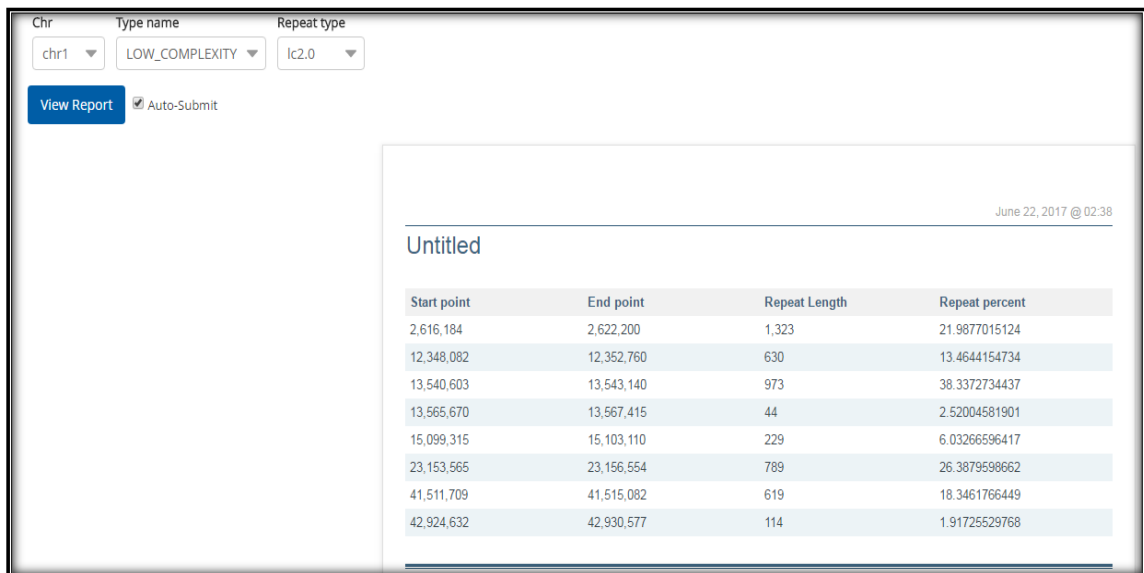 Chr Type name Repeat type
chr1 LOW_COMPLEXITY lc2.0
View Report Auto-Submit
June 22, 2017 @ 02:38
Untitled
Start point End point Repeat Length Repeat percent
2,616,184 2,622,200 1,323 21.9877015124
12,348,082 12,352,760 630 13.4644154734
13,540,603 13,543,140 973 38.3372734437
13,565,670 13,567,415 44 2.52004581901
15,099,315 15,103,110 229 6.03266596417
23,153,565 23,156,554 789 26.3879598662
41,511,709 41,515,082 619 18.3461766449
42,924,632 42,930,577 114 1.91725529768